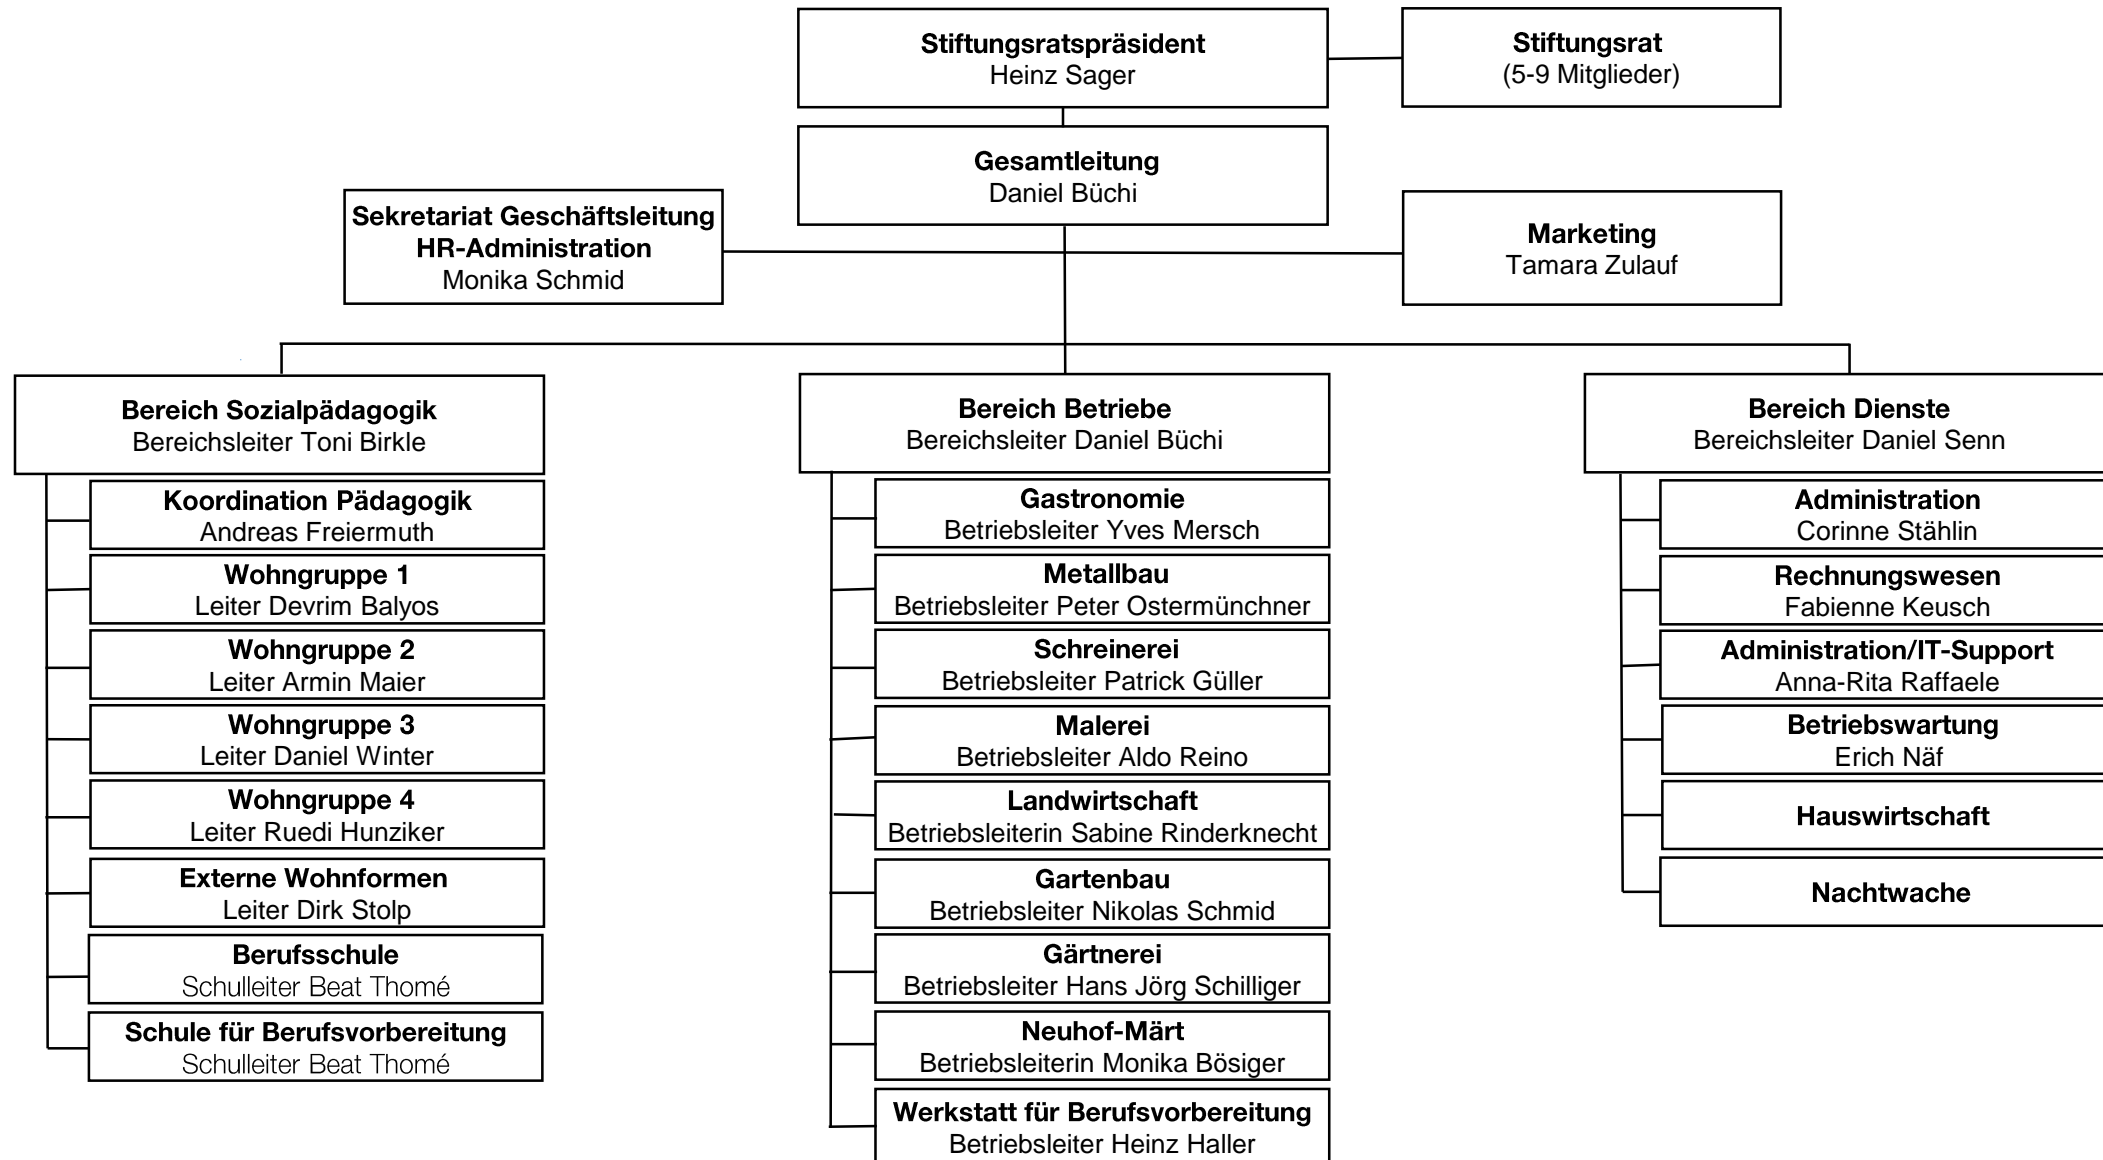 Stiftungsratspräsident
Heinz Sager
Stiftungsrat
(5-9 Mitglieder)
Gesamtleitung
Daniel Büchi
Sekretariat Geschäftsleitung
HR-Administration
Monika Schmid
Marketing
Tamara Zulauf
Bereich Sozialpädagogik
Bereichsleiter Toni Birkle
Koordination Pädagogik
Andreas Freiermuth
Wohngruppe 1
Leiter Devrim Balyos
Wohngruppe 2
Leiter Armin Maier
Wohngruppe 3
Leiter Daniel Winter
Wohngruppe 4
Leiter Ruedi Hunziker
Externe Wohnformen
Leiter Dirk Stolp
Berufsschule
Schulleiter Beat Thomé
Schule für Berufsvorbereitung
Schulleiter Beat Thomé
Bereich Betriebe
Bereichsleiter Daniel Büchi
Gastronomie
Betriebsleiter Yves Mersch
Metallbau
Betriebsleiter Peter Ostermünchner
Schreinerei
Betriebsleiter Patrick Güller
Malerei
Betriebsleiter Aldo Reino
Landwirtschaft
Betriebsleiterin Sabine Rinderknecht
Gartenbau
Betriebsleiter Nikolas Schmid
Gärtnerei
Betriebsleiter Hans Jörg Schilliger
Neuhof-Märt
Betriebsleiterin Monika Bösiger
Werkstatt für Berufsvorbereitung
Betriebsleiter Heinz Haller
Bereich Dienste
Bereichsleiter Daniel Senn
Administration
Corinne Stählin
Rechnungswesen
Fabienne Keusch
Administration/IT-Support
Anna-Rita Raffaele
Betriebswartung
Erich Näf
Hauswirtschaft
Nachtwache